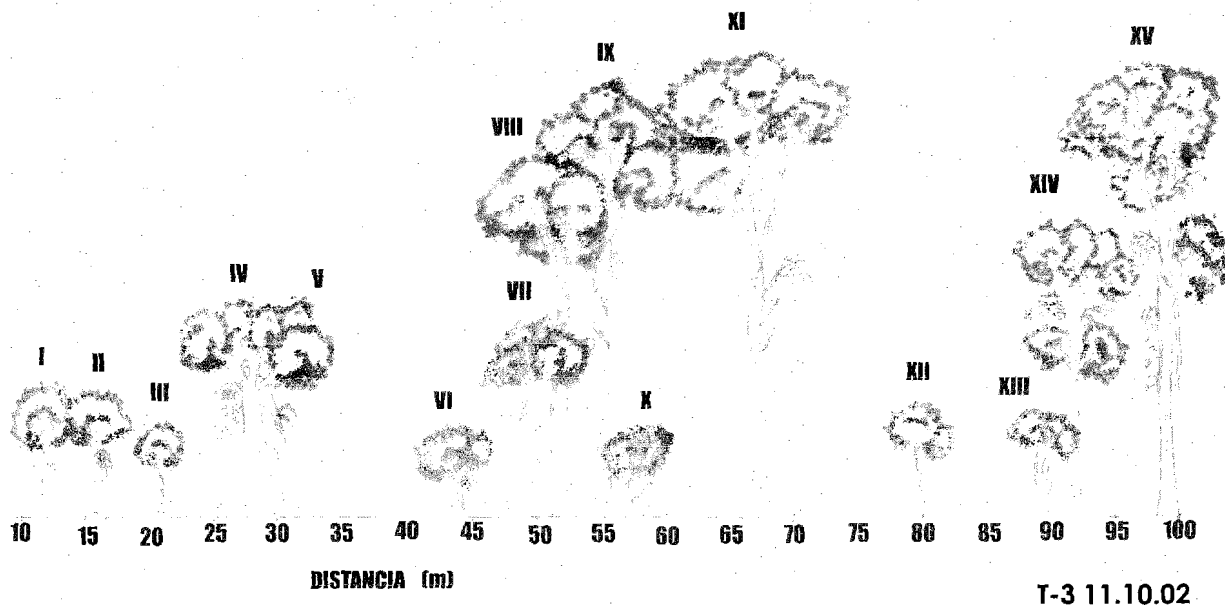 XI
XV
IX
VIII
XIV
IV V
VII
I II
III
XII XIII
VI X
10 15 20 25 30 35 40 45 50 55 60 65 70 75 80 85 90 95 100
DISTANCIA (m)
T-3 11.10.02